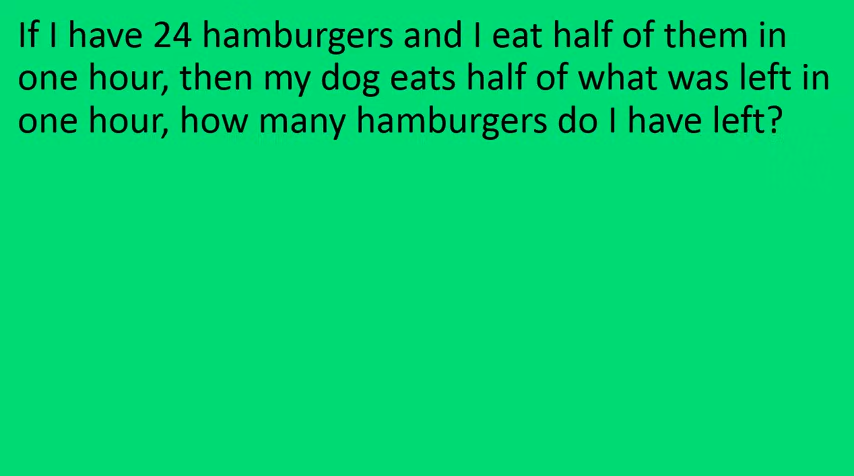 If I have 24 hamburgers and I eat half of them in
one hour, then my dog eats half of what was left in
one hour, how many hamburgers do I have left?